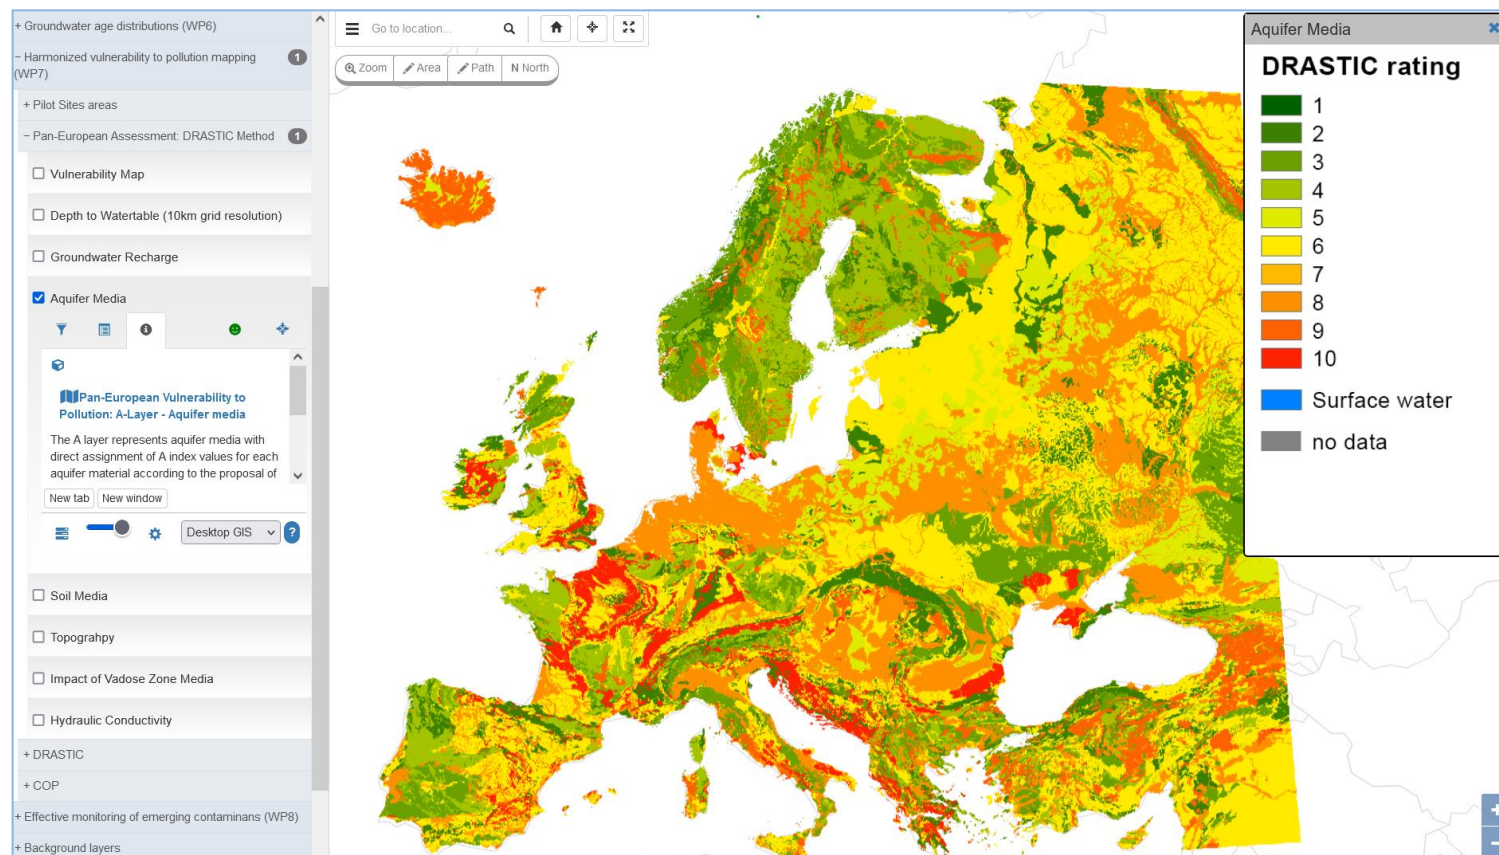 + Groundwater age distributions (WP6)
− Harmonized vulnerability to pollution mapping
(WP7)
1
+ Pilot Sites areas
− Pan-European Assessment: DRASTIC Method
1
Vulnerability Map
Depth to Watertable (10km grid resolution)
Groundwater Recharge
Aquifer Media
Pan-European Vulnerability to
Pollution: A-Layer - Aquifer media
The A layer represents aquifer media with
direct assignment of A index values for each
aquifer material according to the proposal of
New tab
New window
Desktop GIS
?
Soil Media
Topograhpy
Impact of Vadose Zone Media
Hydraulic Conductivity
+ DRASTIC
+ COP
+ Effective monitoring of emerging contaminans (WP8)
+ Background layers
Go to location...
Zoom
Area
Path
N North
Aquifer Media
DRASTIC rating
1
2
3
4
5
6
7
8
9
10
Surface water
no data